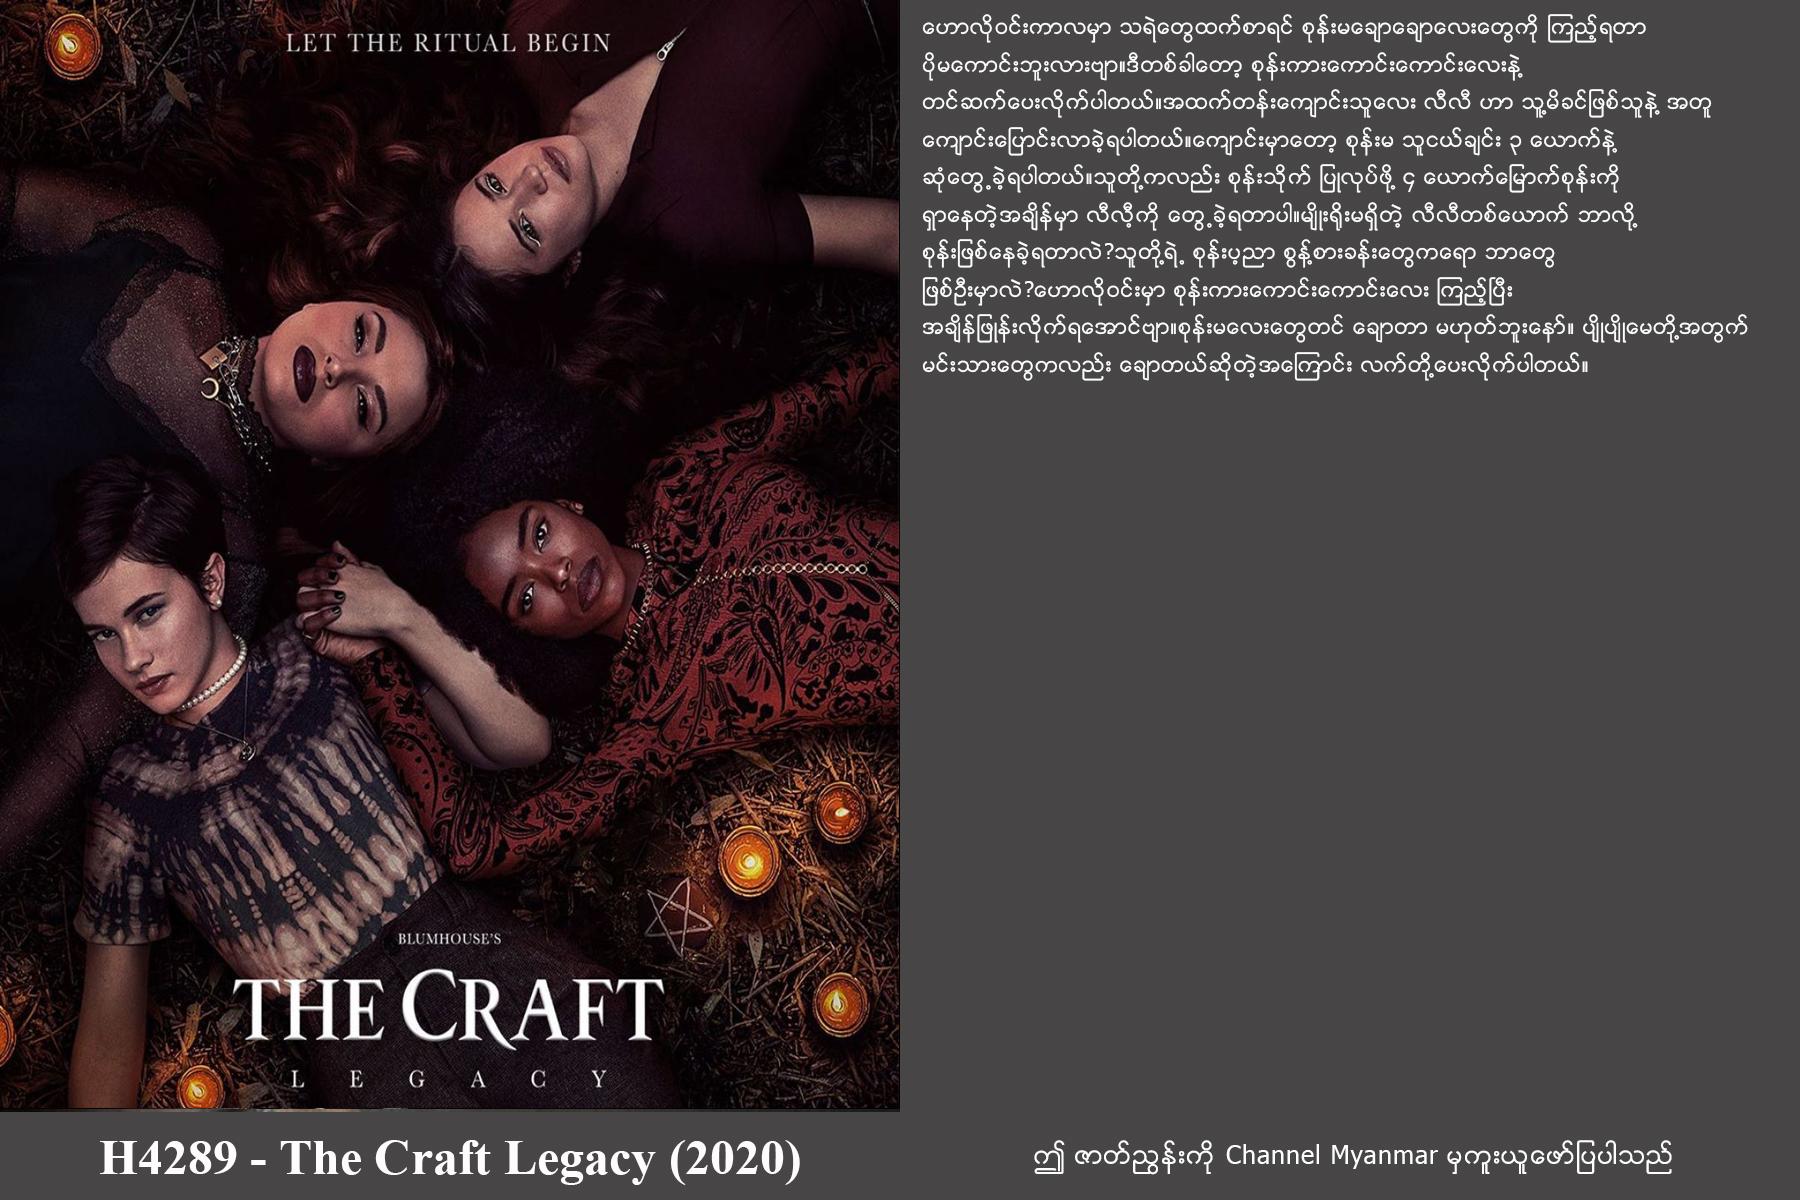 LET THE RITUAL BEGIN
BLUMHOUSE'S
THE CRAFT
LEGACY
H4289 - The Craft Legacy (2020)
ဟောလိုဝင်းကာလမှာ သရဲတွေထက်စာရင် စုန်းမချောချောလေးတွေကို ကြည့်ရတာ
ပိုမကောင်းဘူးလားဗျာ။ဒီတစ်ခါတော့ စုန်းကားကောင်းကောင်းလေးနဲ့
တင်ဆက်ပေးလိုက်ပါတယ်။အထက်တန်းကျောင်းသူလေး လီလီ ဟာ သူ့မိခင်ဖြစ်သူနဲ့ အတူ
ကျောင်းပြောင်းလာခဲ့ရပါတယ်။ကျောင်းမှာတော့ စုန်းမ သူငယ်ချင်း ၃ ယောက်နဲ့
ဆုံတွေ့ခဲ့ရပါတယ်။သူတို့ကလည်း စုန်းသိုက် ပြုလုပ်ဖို့ ၄ ယောက်မြောက်စုန်းကို
ရှာနေတဲ့အချိန်မှာ လီလီ့ကို တွေ့ခဲ့ရတာပါ။မျိုးရိုးမရှိတဲ့ လီလီတစ်ယောက် ဘာလို့
စုန်းဖြစ်နေခဲ့ရတာလဲ?သူတို့ရဲ့ စုန်းပညာ စွန့်စားခန်းတွေကရော ဘာတွေ
ဖြစ်ဦးမှာလဲ?ဟောလိုဝင်းမှာ စုန်းကားကောင်းကောင်းလေး ကြည့်ပြီး
အချိန်ဖြုန်းလိုက်ရအောင်ဗျာ။စုန်းမလေးတွေတင် ချောတာ မဟုတ်ဘူးနော်။ ပျိုပျိုမေတို့အတွက်
မင်းသားတွေကလည်း ချောတယ်ဆိုတဲ့အကြောင်း လက်တို့ပေးလိုက်ပါတယ်။
ဤ ဇာတ်ညွှန်းကို Channel Myanmar မှကူးယူဖော်ပြပါသည်